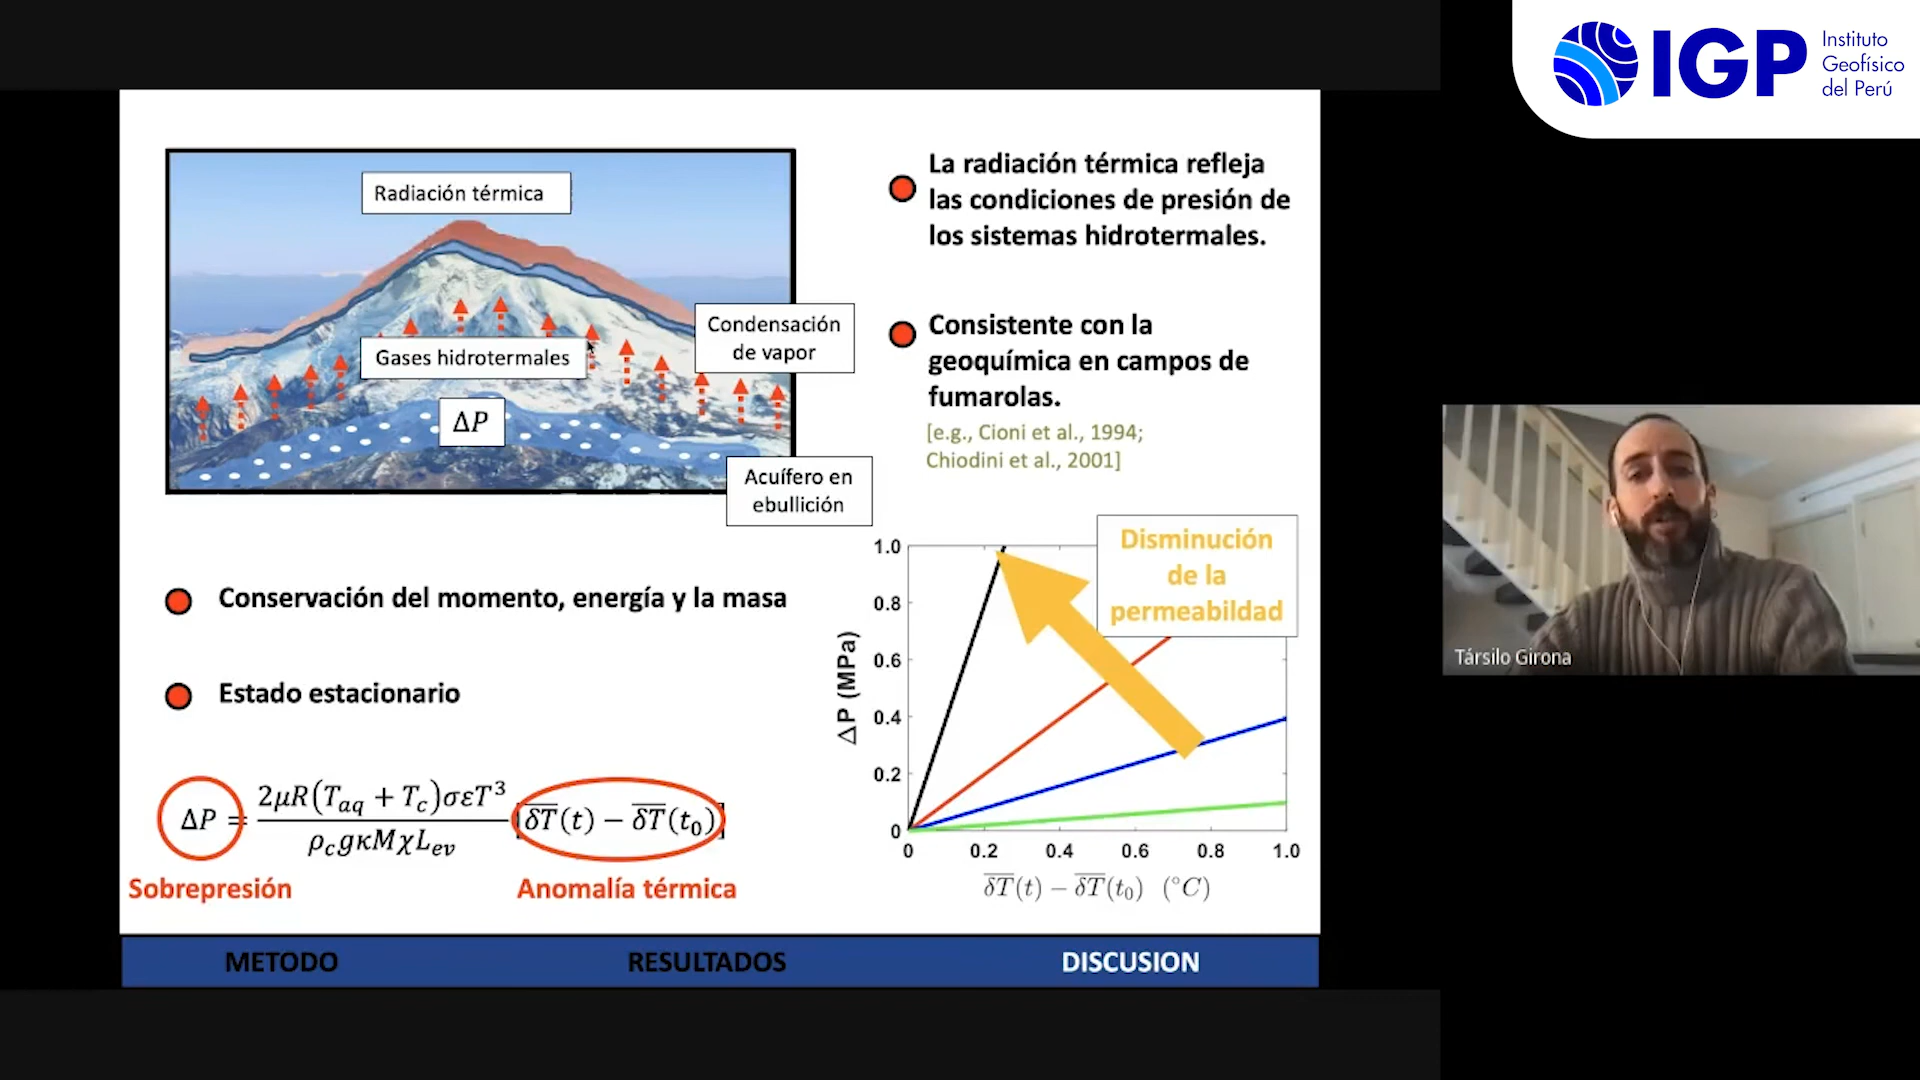 IGP
Instituto
Geofísico
del Perú
Radiación térmica
Gases hidrotermales
Condensación
de vapor
ΔP
Acuífero en
ebullición
La radiación térmica refleja
las condiciones de presión de
los sistemas hidrotermales.
Consistente con la
geoquímica en campos de
fumarolas.
[e.g., Cioni et al., 1994;
Chiodini et al., 2001]
Conservación del momento, energía y la masa
Estado estacionario
ΔP = 2μR(T_aq + T_c)σεT³ / ρ_c gκMχL_ev [δT̅(t) − δT̅(t₀)]
Sobrepresión
Anomalía térmica
Disminución
de la
permeabildad
ΔP (MPa)
1.0
0.8
0.6
0.4
0.2
0
0 0.2 0.4 0.6 0.8 1.0
δT̅(t) − δT̅(t₀) (°C)
Társilo Girona
METODO RESULTADOS DISCUSION